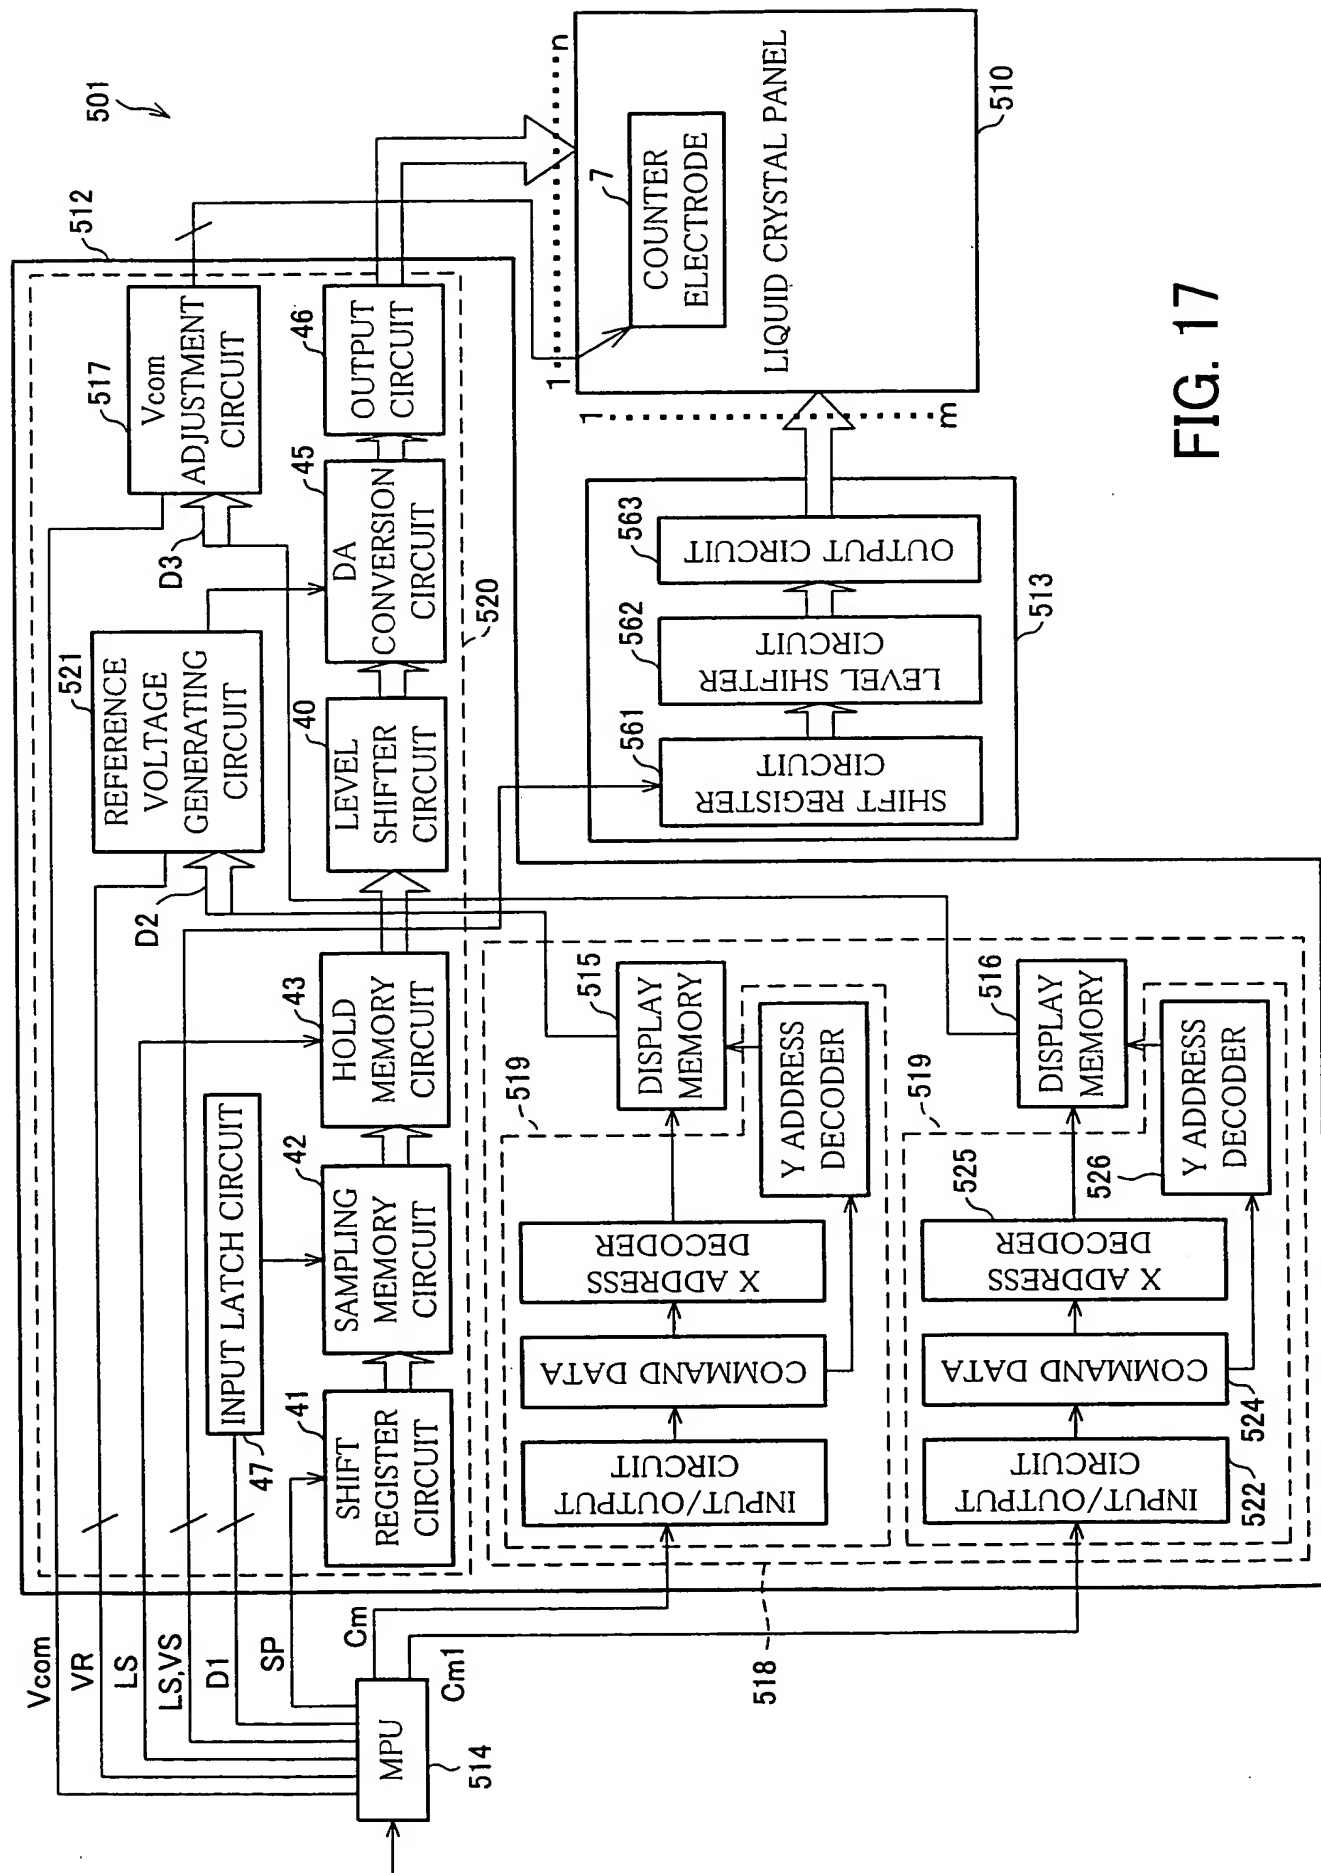 501
512
517
Vcom
ADJUSTMENT
CIRCUIT
D3
521
REFERENCE
VOLTAGE
GENERATING
CIRCUIT
D2
46
OUTPUT
CIRCUIT
45
DA
CONVERSION
CIRCUIT
40
LEVEL
SHIFTER
CIRCUIT
43
HOLD
MEMORY
CIRCUIT
42
SAMPLING
MEMORY
CIRCUIT
41
SHIFT
REGISTER
CIRCUIT
INPUT LATCH CIRCUIT
47
520
Vcom
VR
LS
LS,VS
D1
SP
Cm
Cm1
MPU
514
518
1
n
7
COUNTER
ELECTRODE
LIQUID CRYSTAL PANEL
510
1
m
563
OUTPUT CIRCUIT
562
LEVEL SHIFTER
CIRCUIT
561
SHIFT REGISTER
CIRCUIT
513
515
DISPLAY
MEMORY
519
Y ADDRESS
DECODER
X ADDRESS
DECODER
COMMAND DATA
INPUT/OUTPUT
CIRCUIT
516
DISPLAY
MEMORY
519
Y ADDRESS
DECODER
526
525
X ADDRESS
DECODER
COMMAND DATA
524
INPUT/OUTPUT
CIRCUIT
522
FIG. 17